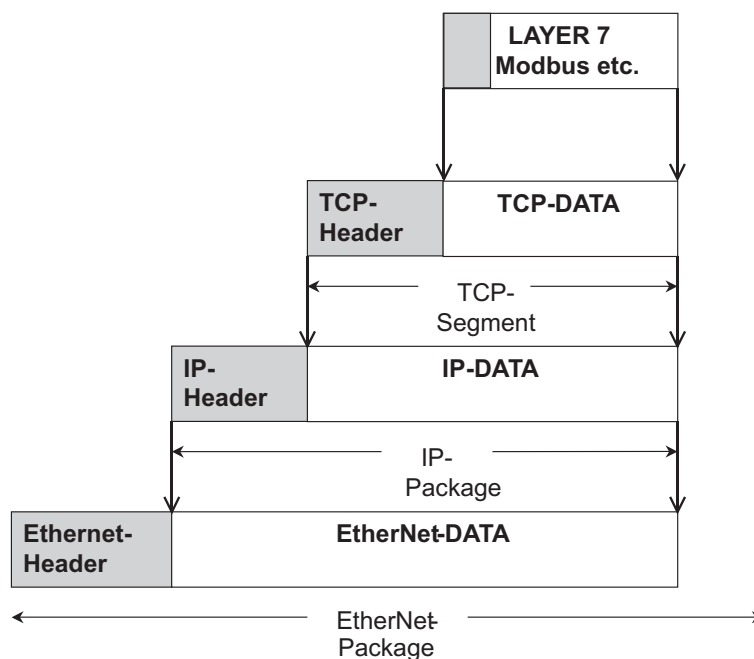 LAYER 7
Modbus etc.
TCP-
Header
TCP-DATA
TCP-
Segment
IP-
Header
IP-DATA
IP-
Package
Ethernet-
Header
EtherNet-DATA
EtherNet-
Package